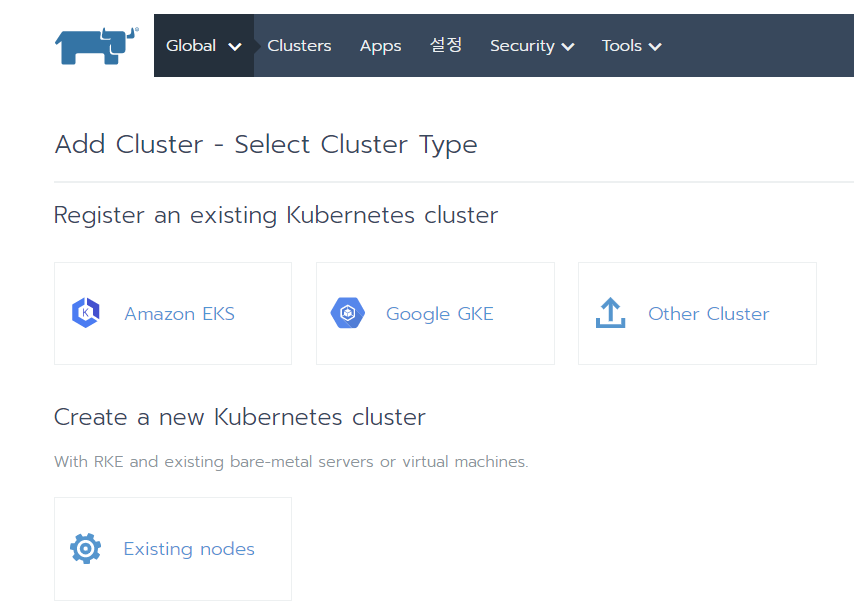 Global Clusters Apps 설정 Security Tools
Add Cluster - Select Cluster Type
Register an existing Kubernetes cluster
K Amazon EKS Google GKE Other Cluster
Create a new Kubernetes cluster
With RKE and existing bare-metal servers or virtual machines.
Existing nodes